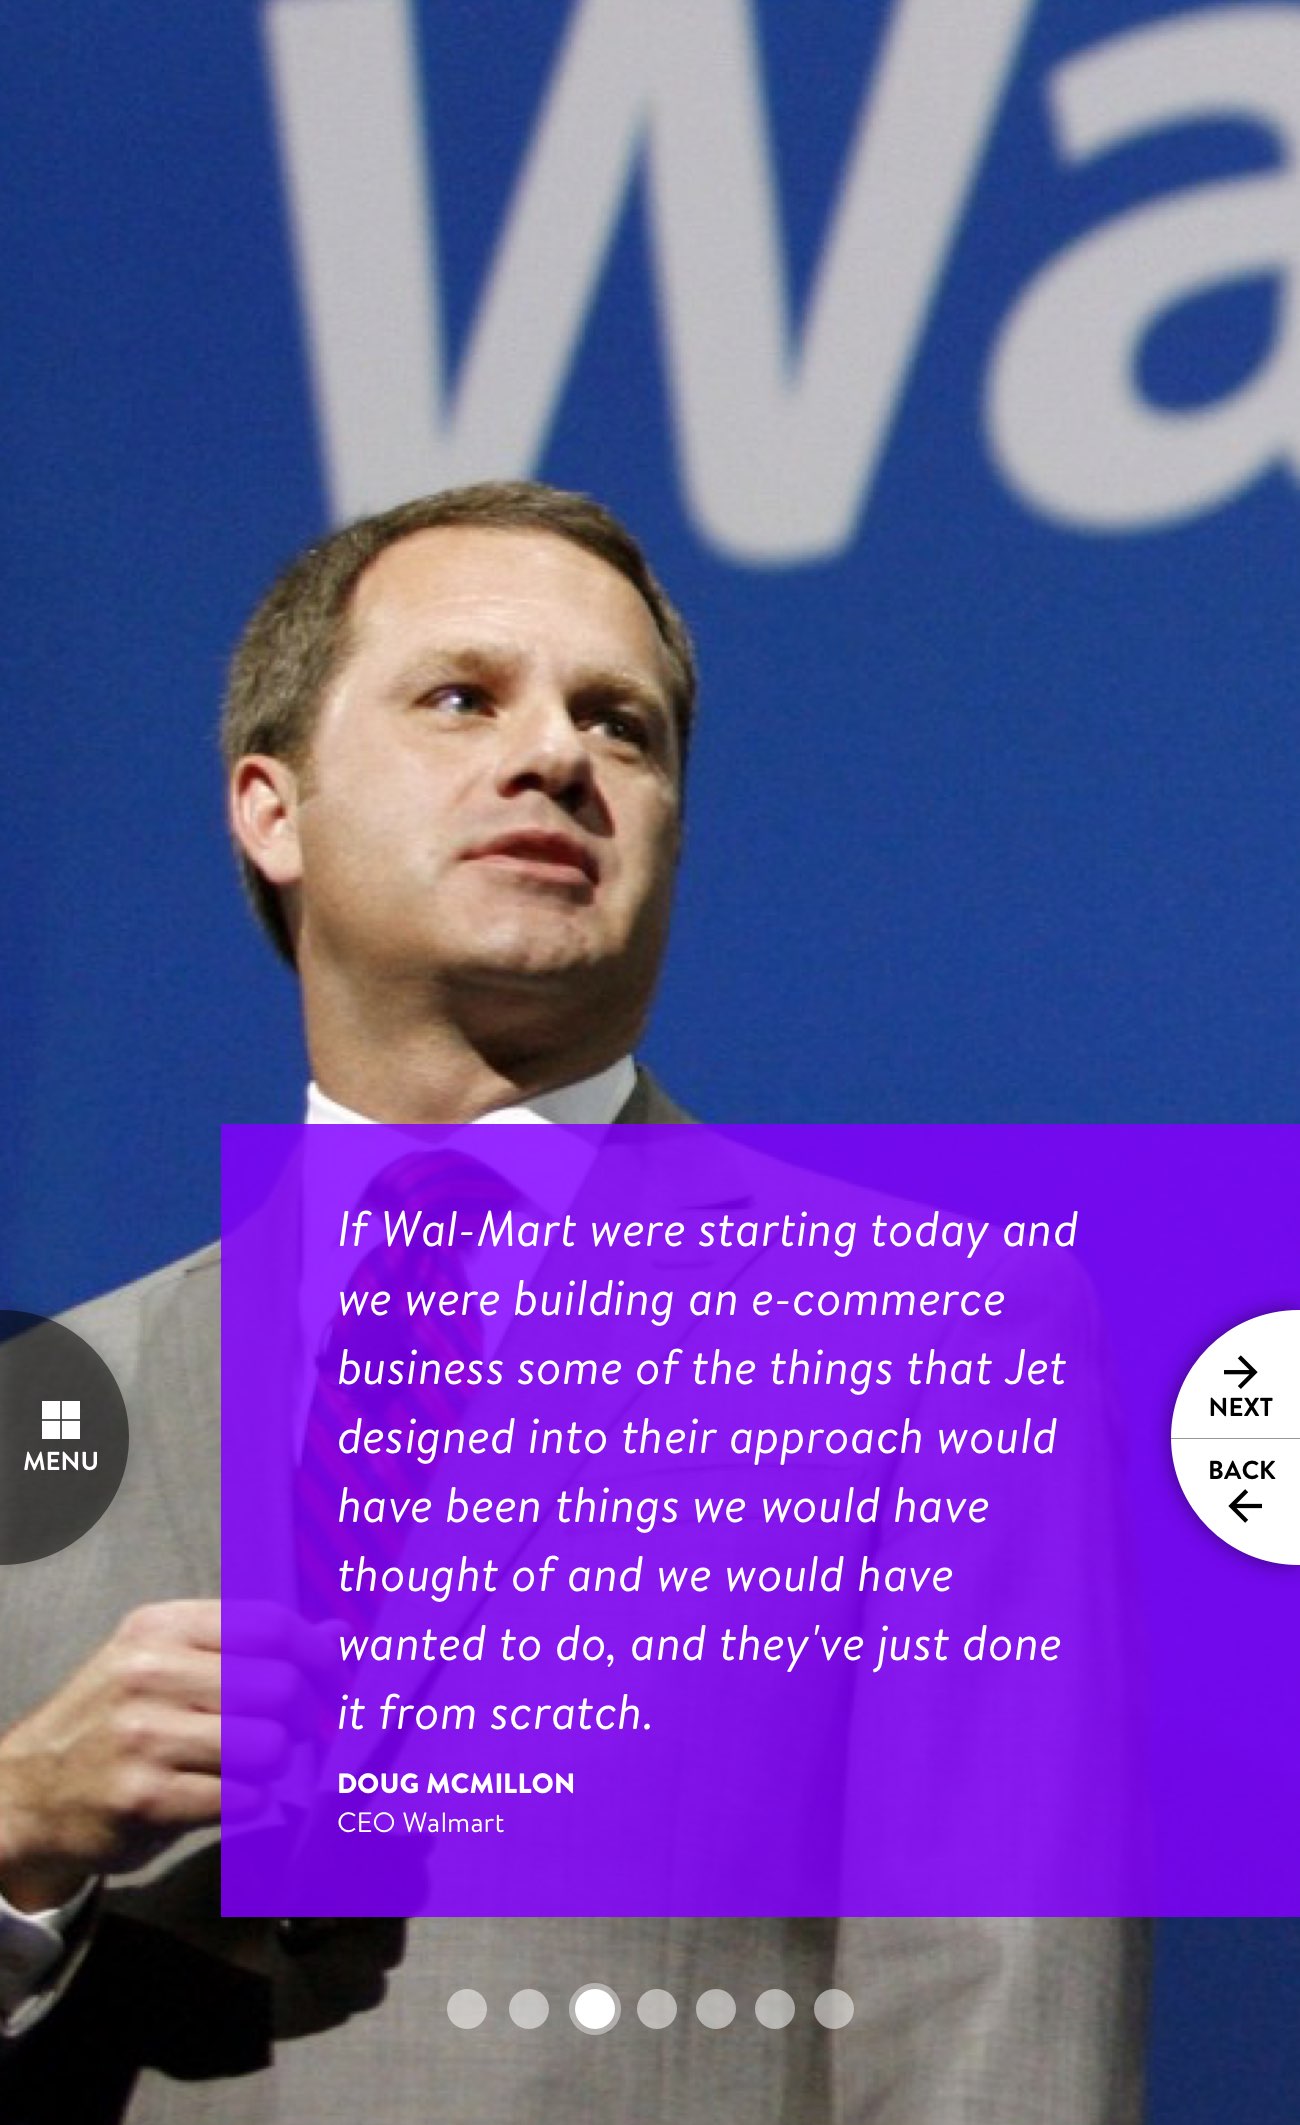 Wa
If Wal-Mart were starting today and
we were building an e-commerce
business some of the things that Jet
designed into their approach would
have been things we would have
thought of and we would have
wanted to do, and they've just done
it from scratch.
DOUG MCMILLON
CEO Walmart
MENU
NEXT
BACK